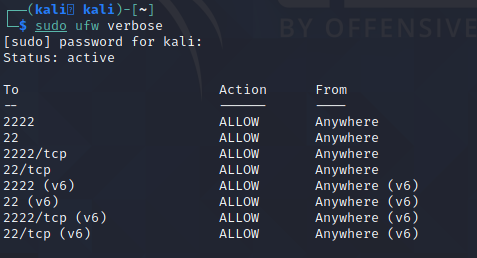 ┌──(kali㉿kali)-[~]
└─$ sudo ufw verbose
[sudo] password for kali:
Status: active
To Action From
-- ------ ----
2222 ALLOW Anywhere
22 ALLOW Anywhere
2222/tcp ALLOW Anywhere
22/tcp ALLOW Anywhere
2222 (v6) ALLOW Anywhere (v6)
22 (v6) ALLOW Anywhere (v6)
2222/tcp (v6) ALLOW Anywhere (v6)
22/tcp (v6) ALLOW Anywhere (v6)
BY OFFENSIVE